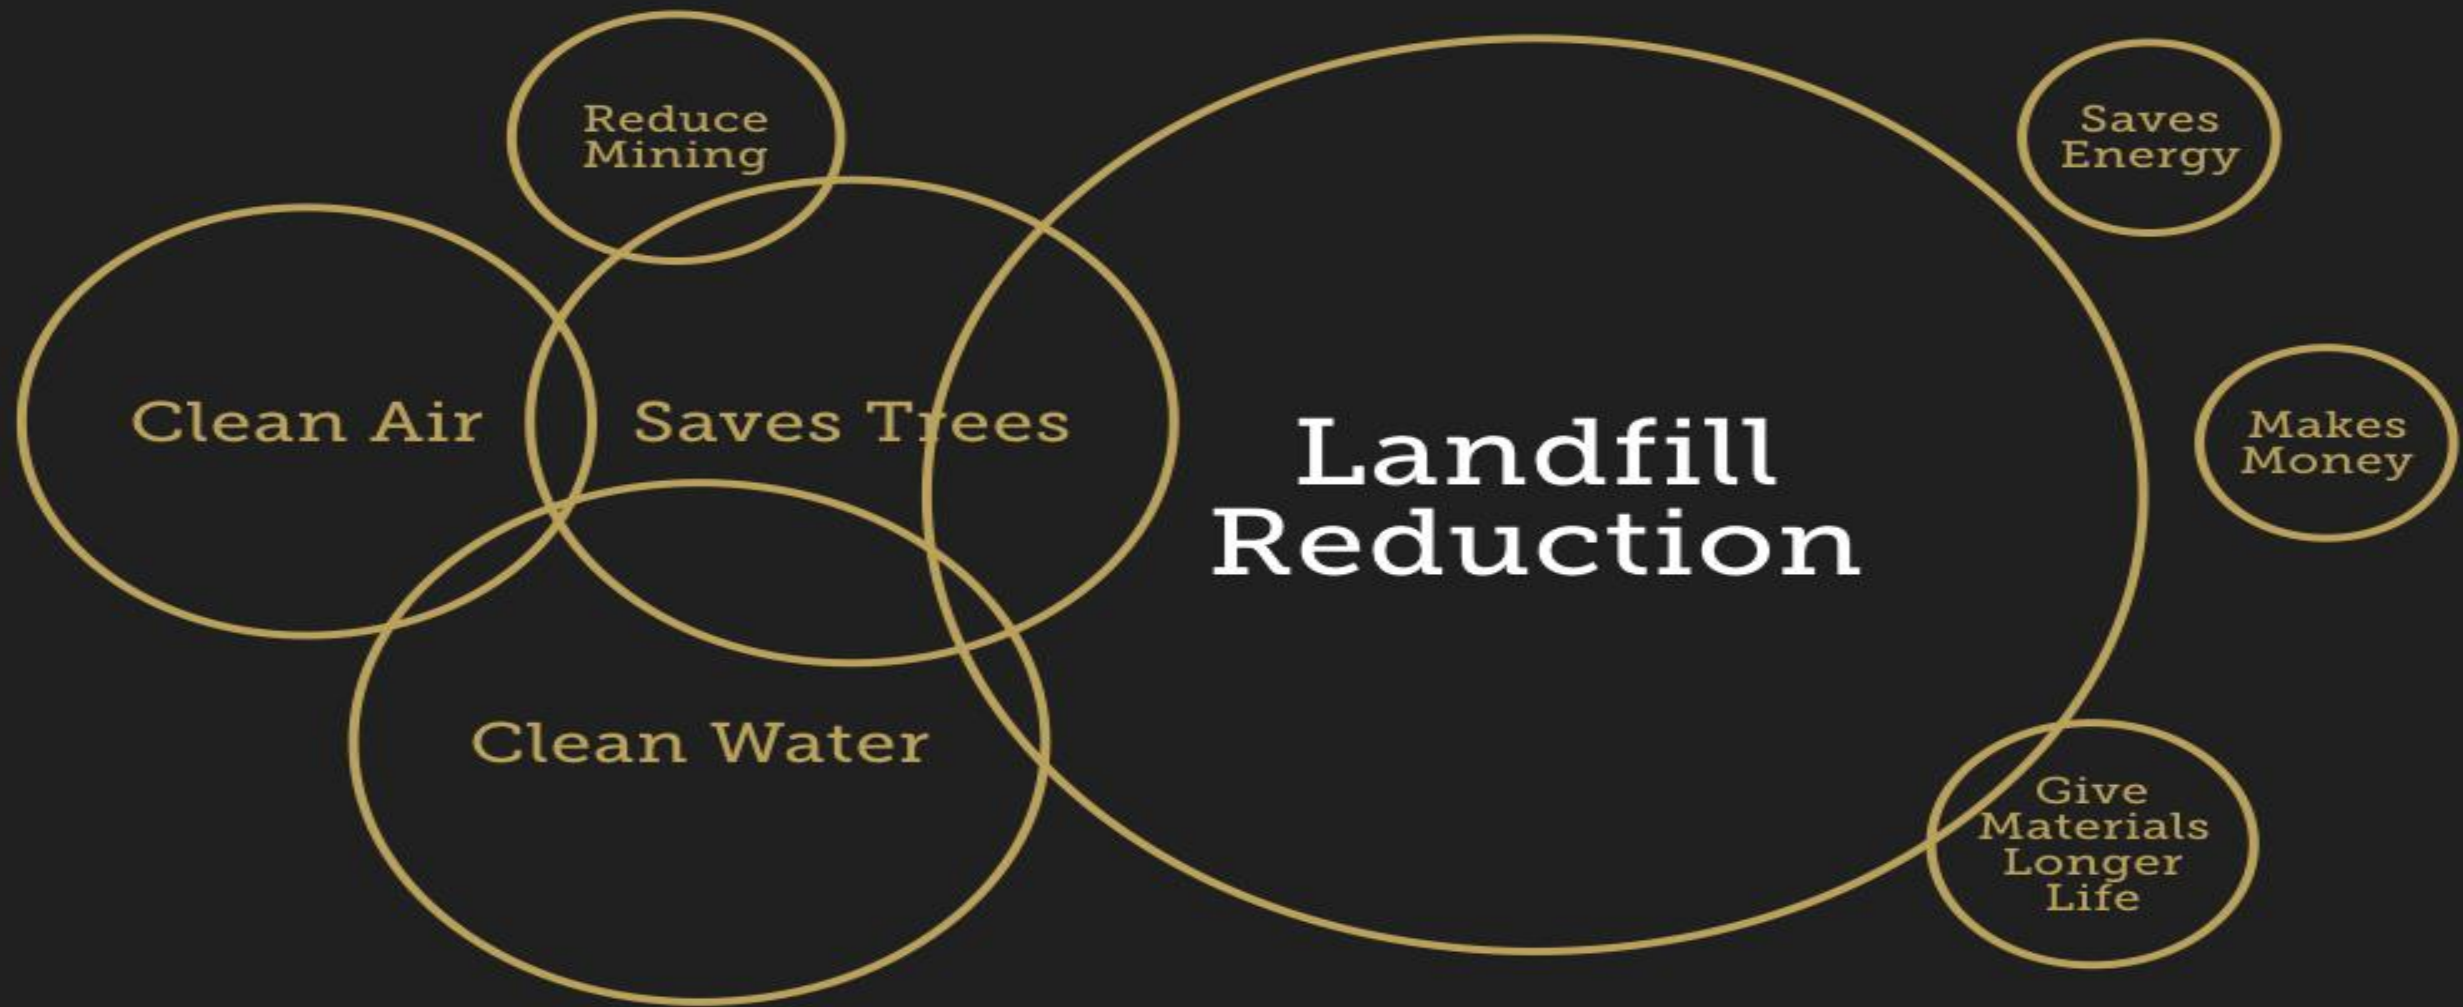 Reduce
Mining
Saves
Energy
Clean Air
Saves Trees
Landfill
Reduction
Makes
Money
Clean Water
Give
Materials
Longer
Life